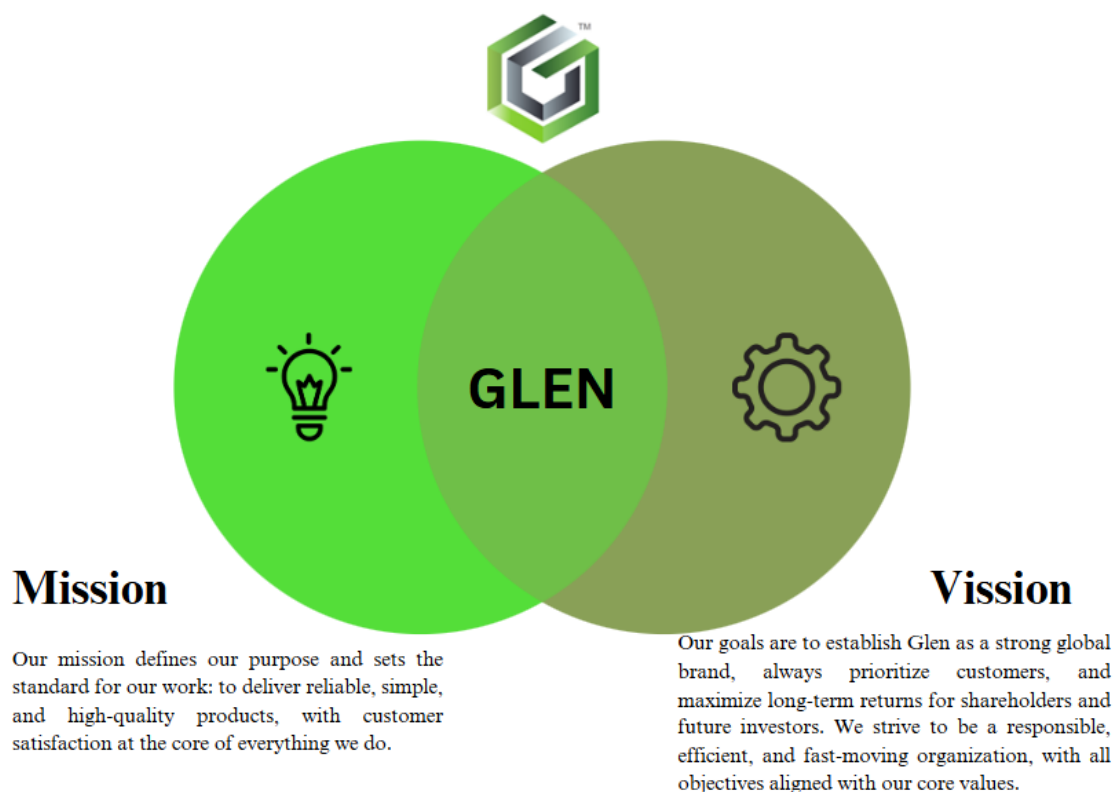 TM
GLEN
Mission
Our mission defines our purpose and sets the
standard for our work: to deliver reliable, simple,
and high-quality products, with customer
satisfaction at the core of everything we do.
Vission
Our goals are to establish Glen as a strong global
brand, always prioritize customers, and
maximize long-term returns for shareholders and
future investors. We strive to be a responsible,
efficient, and fast-moving organization, with all
objectives aligned with our core values.